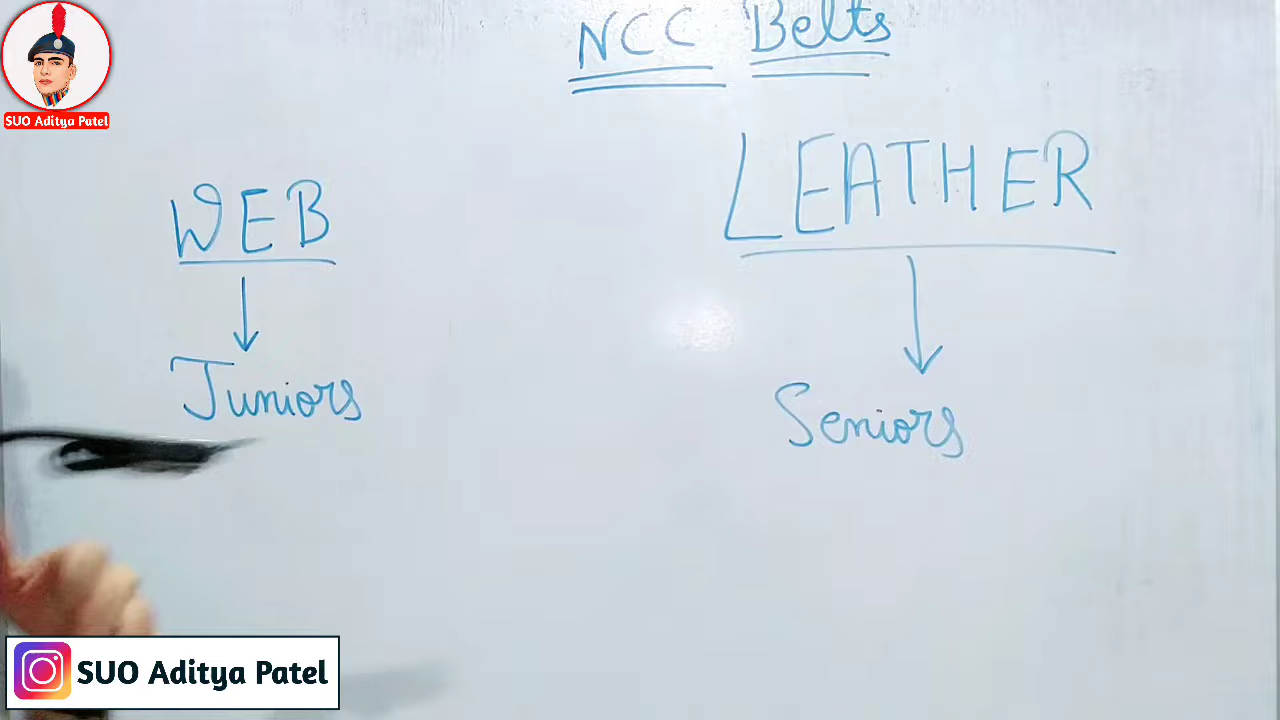 NCC Belts
SUO Aditya Patel
WEB
LEATHER
Juniors
Seniors
SUO Aditya Patel